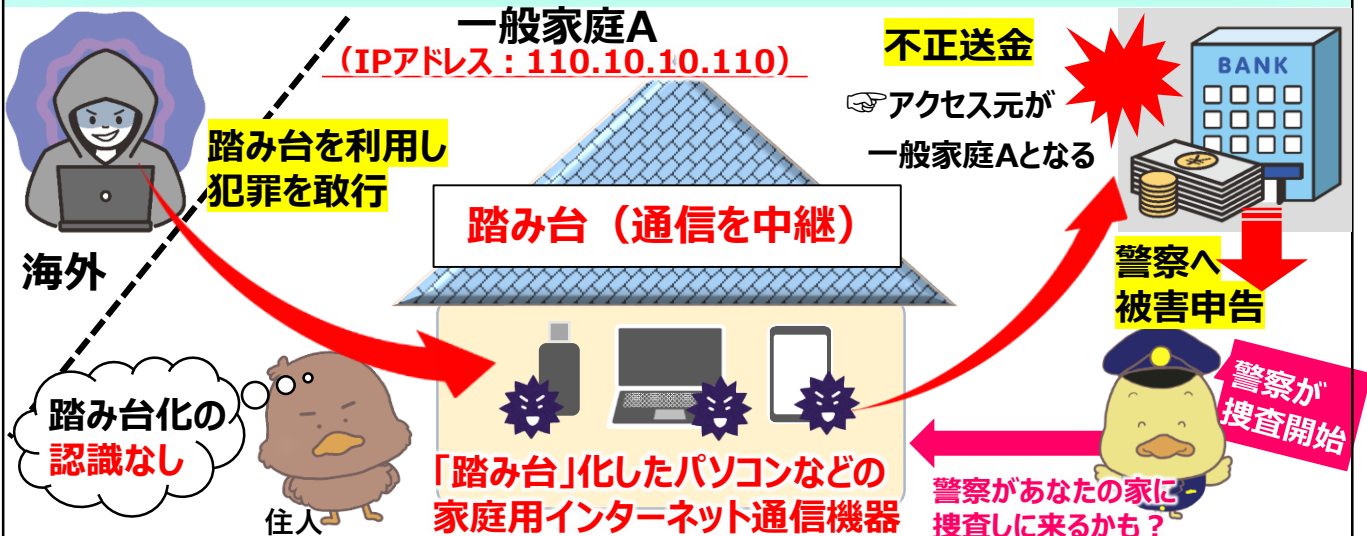 一般家庭A
（IPアドレス：110.10.10.110）
不正送金
☞アクセス元が
一般家庭Aとなる
BANK
踏み台を利用し
犯罪を敢行
海外
踏み台（通信を中継）
警察へ
被害申告
踏み台化の
認識なし
住人
「踏み台」化したパソコンなどの
家庭用インターネット通信機器
警察が
捜査開始
警察があなたの家に
捜査しに来るかも？